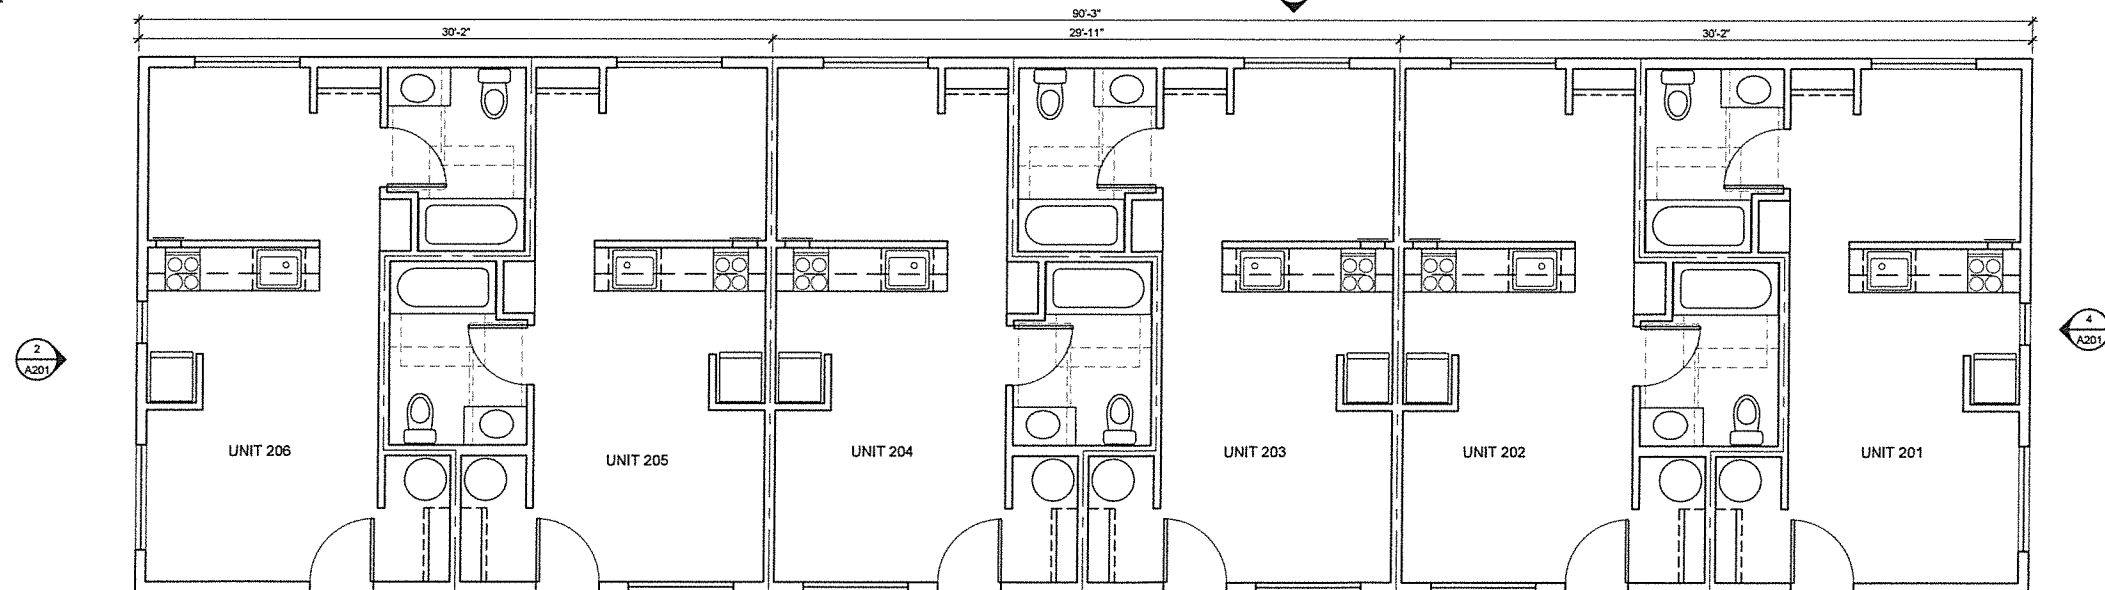 90'-3"
30'-2"
29'-11"
30'-2"
2
A201
4
A201
UNIT 206
UNIT 205
UNIT 204
UNIT 203
UNIT 202
UNIT 201